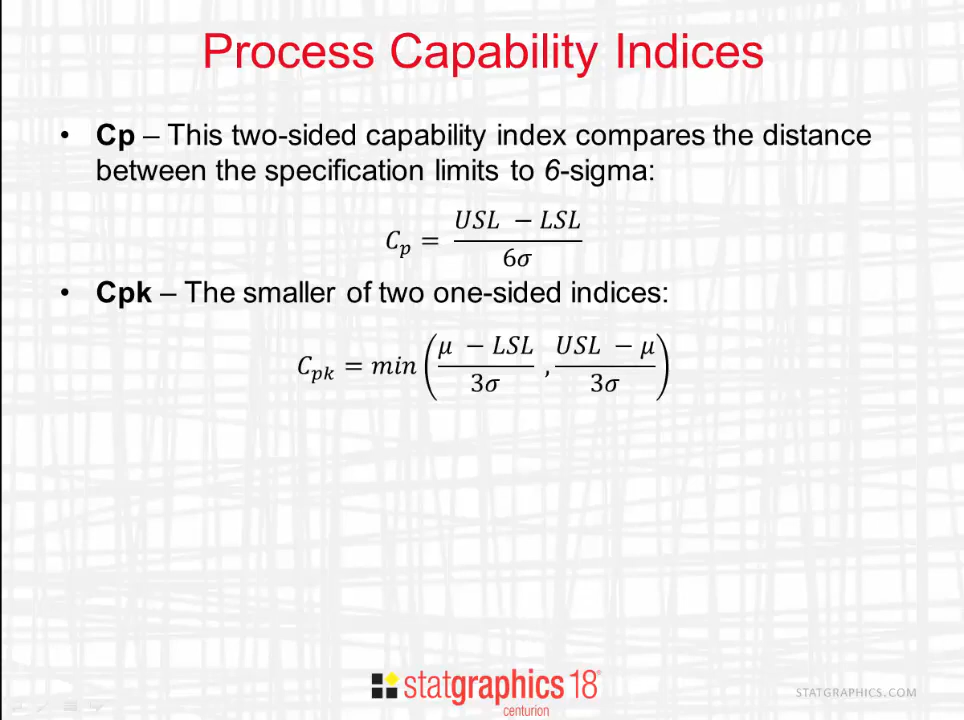 Process Capability Indices
• Cp – This two-sided capability index compares the distance
between the specification limits to 6-sigma:
C_p = (USL − LSL) / 6σ
• Cpk – The smaller of two one-sided indices:
C_pk = min ((μ − LSL) / 3σ , (USL − μ) / 3σ)
statgraphics 18®
centurion
STATGRAPHICS.COM